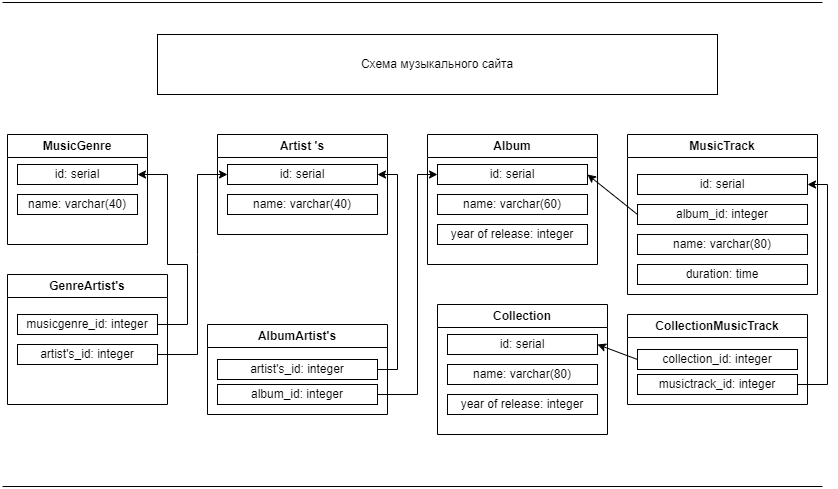 Схема музыкального сайта
MusicGenre
id: serial
name: varchar(40)
Artist 's
id: serial
name: varchar(40)
Album
id: serial
name: varchar(60)
year of release: integer
MusicTrack
id: serial
album_id: integer
name: varchar(80)
duration: time
GenreArtist's
musicgenre_id: integer
artist's_id: integer
AlbumArtist's
artist's_id: integer
album_id: integer
Collection
id: serial
name: varchar(80)
year of release: integer
CollectionMusicTrack
collection_id: integer
musictrack_id: integer